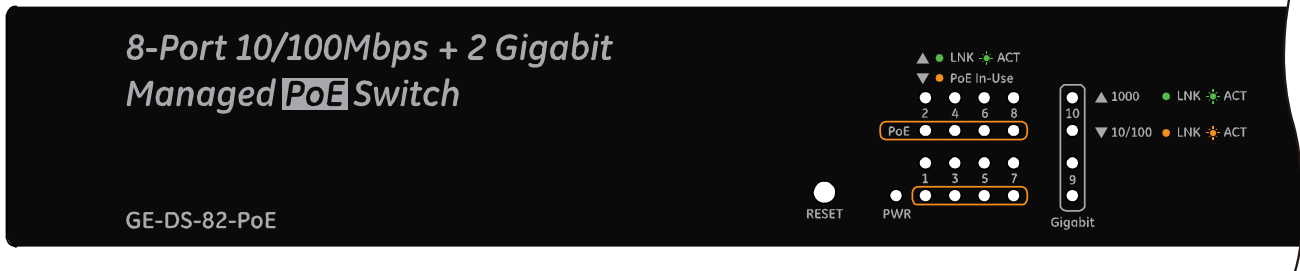 8-Port 10/100Mbps + 2 Gigabit
Managed PoE Switch
▲ LNK ACT
▼ PoE In-Use
2 4 6 8
PoE
1 3 5 7
10
9
Gigabit
▲ 1000 LNK ACT
▼ 10/100 LNK ACT
RESET
PWR
GE-DS-82-PoE